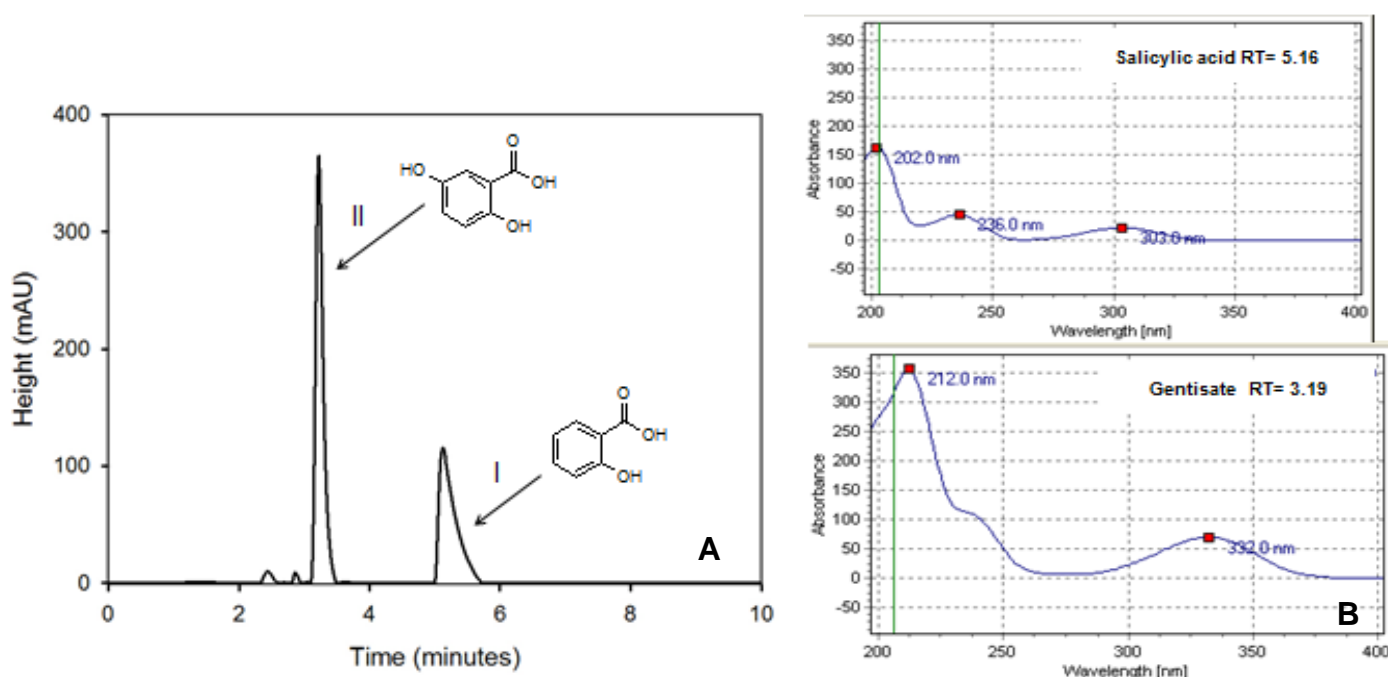 400
300
200
100
0
Height (mAU)
0 2 4 6 8 10
Time (minutes)
II
HO
O
OH
OH
I
O
OH
OH
A
350
300
250
200
150
100
50
0
-50
Absorbance
Salicylic acid RT= 5.16
202.0 nm
236.0 nm
303.0 nm
200 250 300 350 400
Wavelength [nm]
350
300
250
200
150
100
50
0
-50
Absorbance
Gentisate RT= 3.19
212.0 nm
332.0 nm
B
200 250 300 350 400
Wavelength [nm]